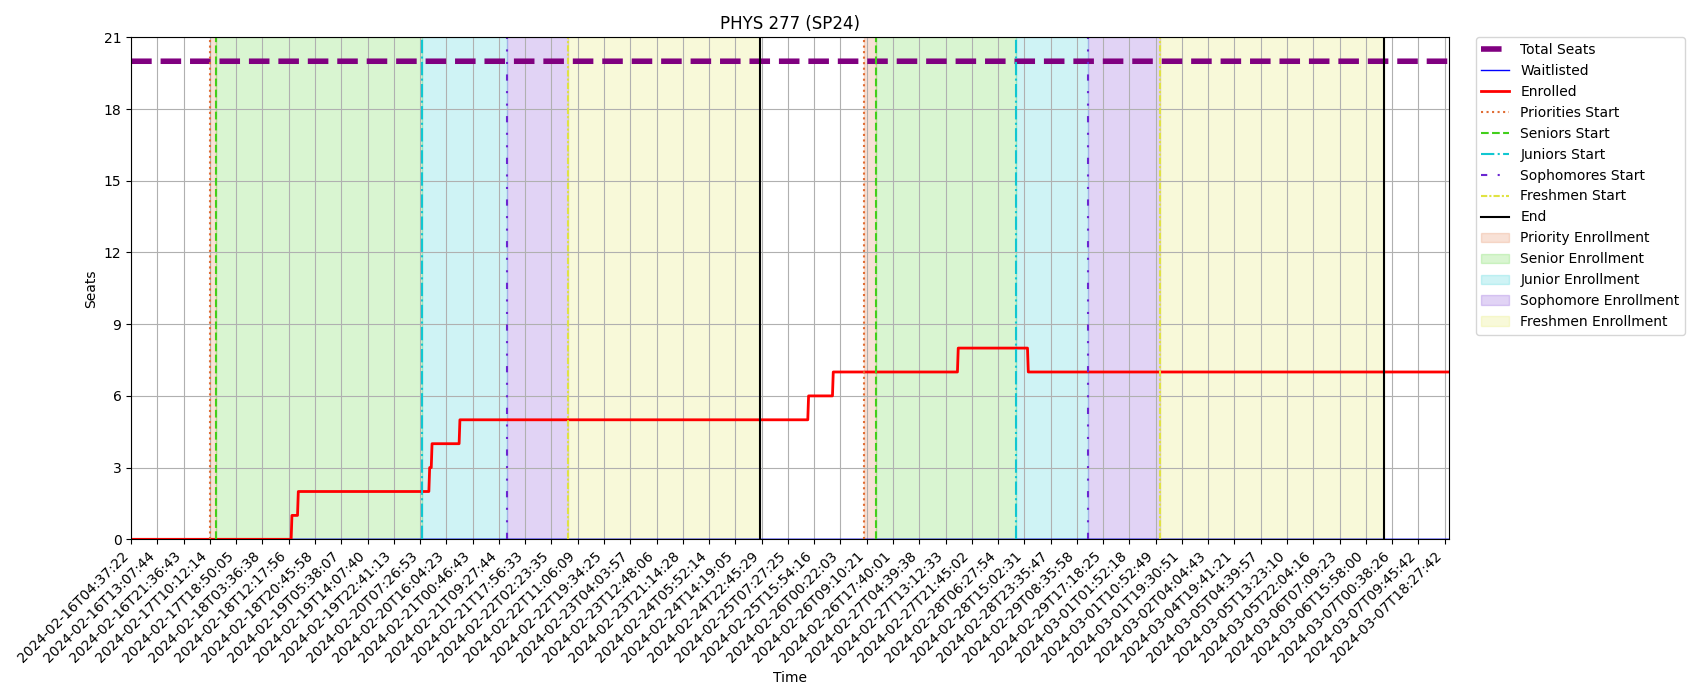 PHYS 277 (SP24)
21
18
15
12
9
6
3
0
Seats
2024-02-16T04:37:22
2024-02-16T13:07:44
2024-02-16T21:36:43
2024-02-17T10:12:14
2024-02-17T18:50:05
2024-02-18T03:36:38
2024-02-18T12:17:56
2024-02-18T20:45:58
2024-02-19T05:38:07
2024-02-19T14:07:40
2024-02-19T22:41:13
2024-02-20T07:26:53
2024-02-20T16:04:23
2024-02-21T00:46:43
2024-02-21T09:27:44
2024-02-21T17:56:33
2024-02-22T02:23:35
2024-02-22T11:06:09
2024-02-22T19:34:25
2024-02-23T04:03:57
2024-02-23T12:48:06
2024-02-23T21:14:28
2024-02-24T05:52:14
2024-02-24T14:19:05
2024-02-24T22:45:29
2024-02-25T07:27:25
2024-02-25T15:54:16
2024-02-26T00:22:03
2024-02-26T09:10:21
2024-02-26T17:40:01
2024-02-27T04:39:38
2024-02-27T13:12:33
2024-02-27T21:45:02
2024-02-28T06:27:54
2024-02-28T15:02:31
2024-02-28T23:35:47
2024-02-29T08:35:58
2024-02-29T17:18:25
2024-03-01T01:52:18
2024-03-01T10:52:49
2024-03-01T19:30:51
2024-03-02T04:04:43
2024-03-04T19:41:21
2024-03-05T04:39:57
2024-03-05T13:23:10
2024-03-05T22:04:16
2024-03-06T07:09:23
2024-03-06T15:58:00
2024-03-07T00:38:26
2024-03-07T09:45:42
2024-03-07T18:27:42
Time
Total Seats
Waitlisted
Enrolled
Priorities Start
Seniors Start
Juniors Start
Sophomores Start
Freshmen Start
End
Priority Enrollment
Senior Enrollment
Junior Enrollment
Sophomore Enrollment
Freshmen Enrollment